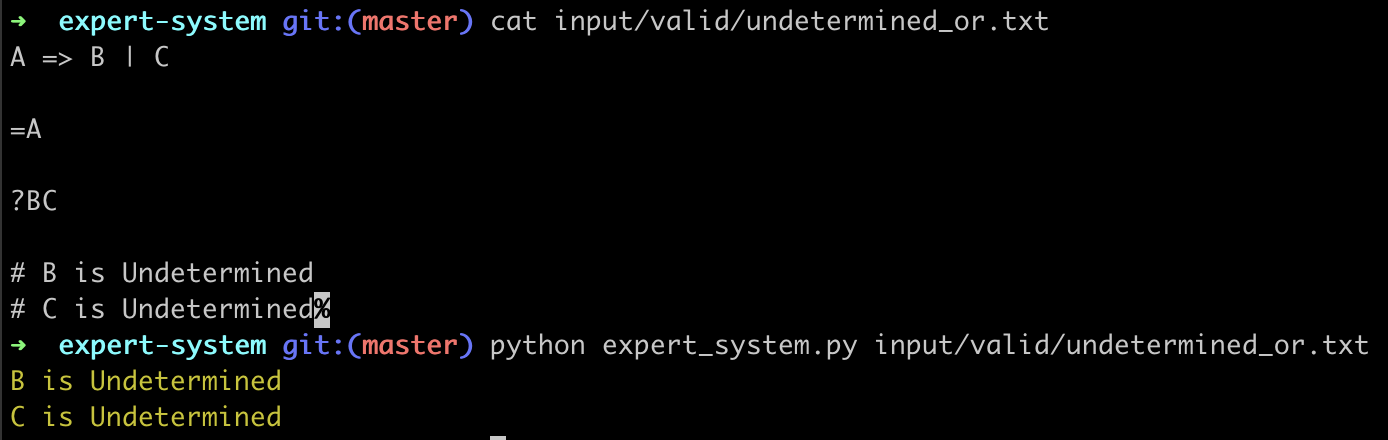 ➜ expert-system git:(master) cat input/valid/undetermined_or.txt
A => B | C
=A
?BC
# B is Undetermined
# C is Undetermined%
➜ expert-system git:(master) python expert_system.py input/valid/undetermined_or.txt
B is Undetermined
C is Undetermined